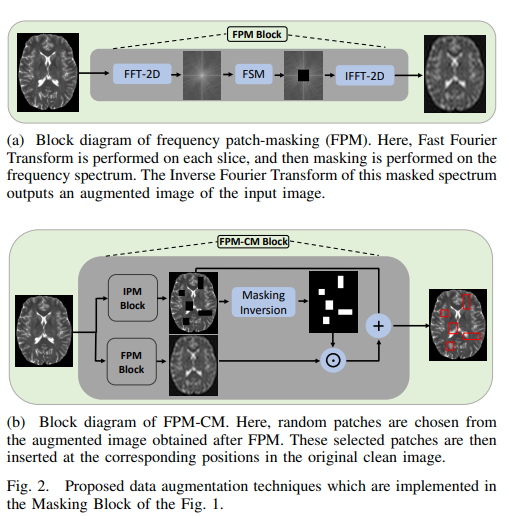 FPM Block
FFT-2D
FSM
IFFT-2D
(a) Block diagram of frequency patch-masking (FPM). Here, Fast Fourier
Transform is performed on each slice, and then masking is performed on the
frequency spectrum. The Inverse Fourier Transform of this masked spectrum
outputs an augmented image of the input image.
FPM-CM Block
IPM
Block
Masking
Inversion
+
FPM
Block
(b) Block diagram of FPM-CM. Here, random patches are chosen from
the augmented image obtained after FPM. These selected patches are then
inserted at the corresponding positions in the original clean image.
Fig. 2. Proposed data augmentation techniques which are implemented in
the Masking Block of the Fig. 1.